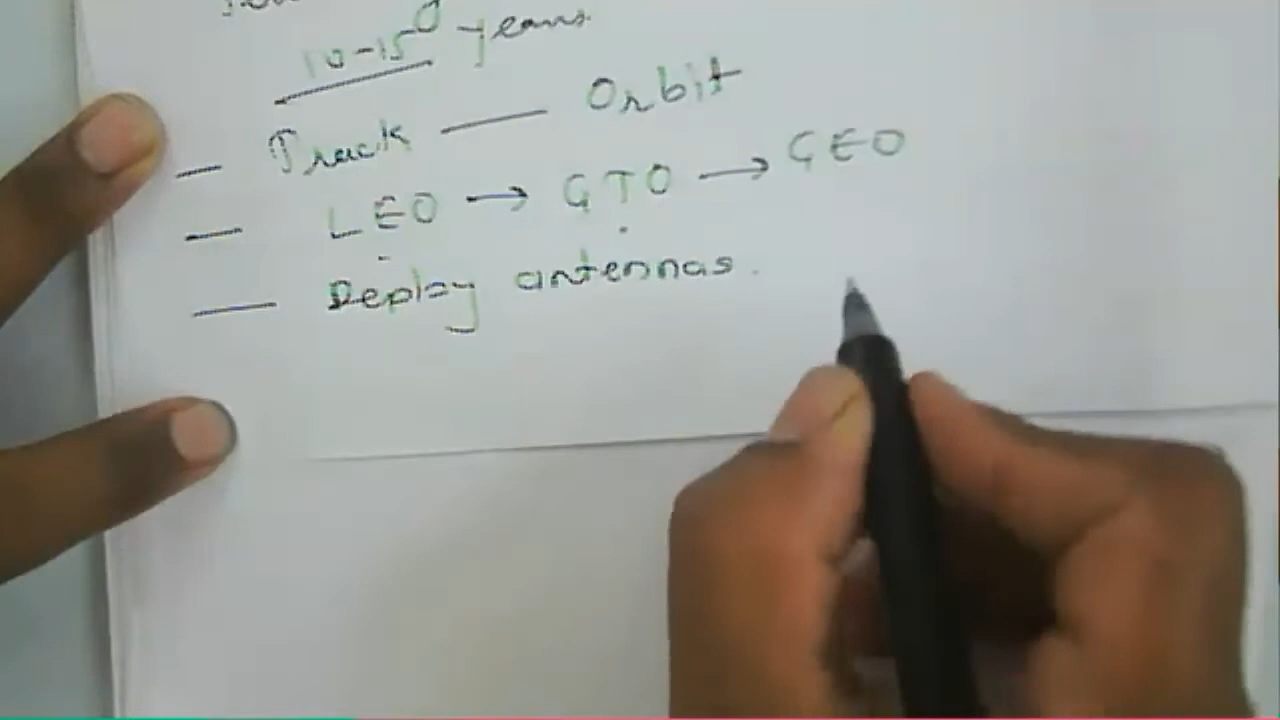 10-15 years
— Track — Orbit
— LEO → GTO → GEO
— Deploy antennas.